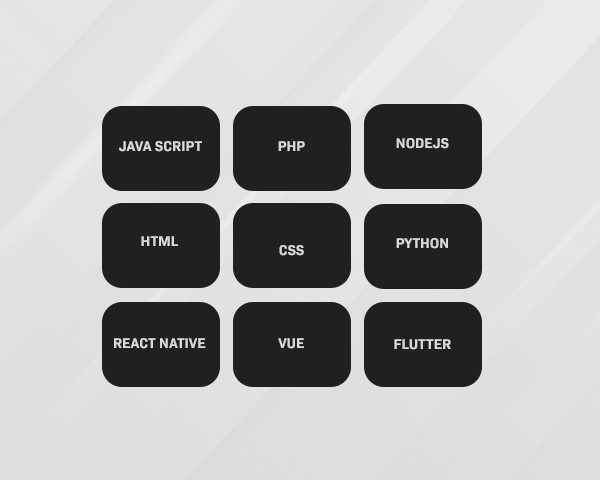 JAVA SCRIPT
PHP
NODEJS
HTML
CSS
PYTHON
REACT NATIVE
VUE
FLUTTER